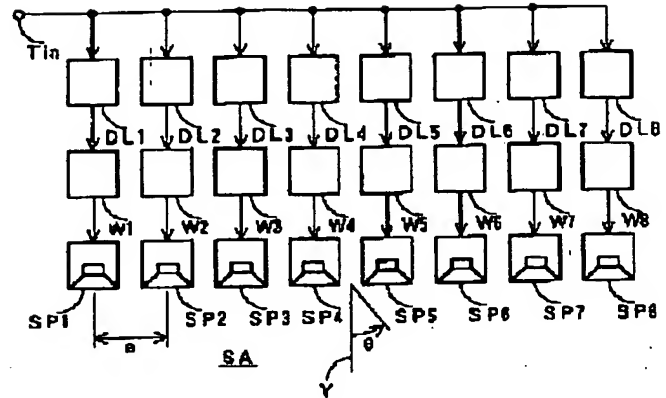 Tin
DL1 DL2 DL3 DL4 DL5 DL6 DL7 DL8
W1 W2 W3 W4 W5 W6 W7 W8
SP1 SP2 SP3 SP4 SP5 SP6 SP7 SP8
a θ
SA
γ